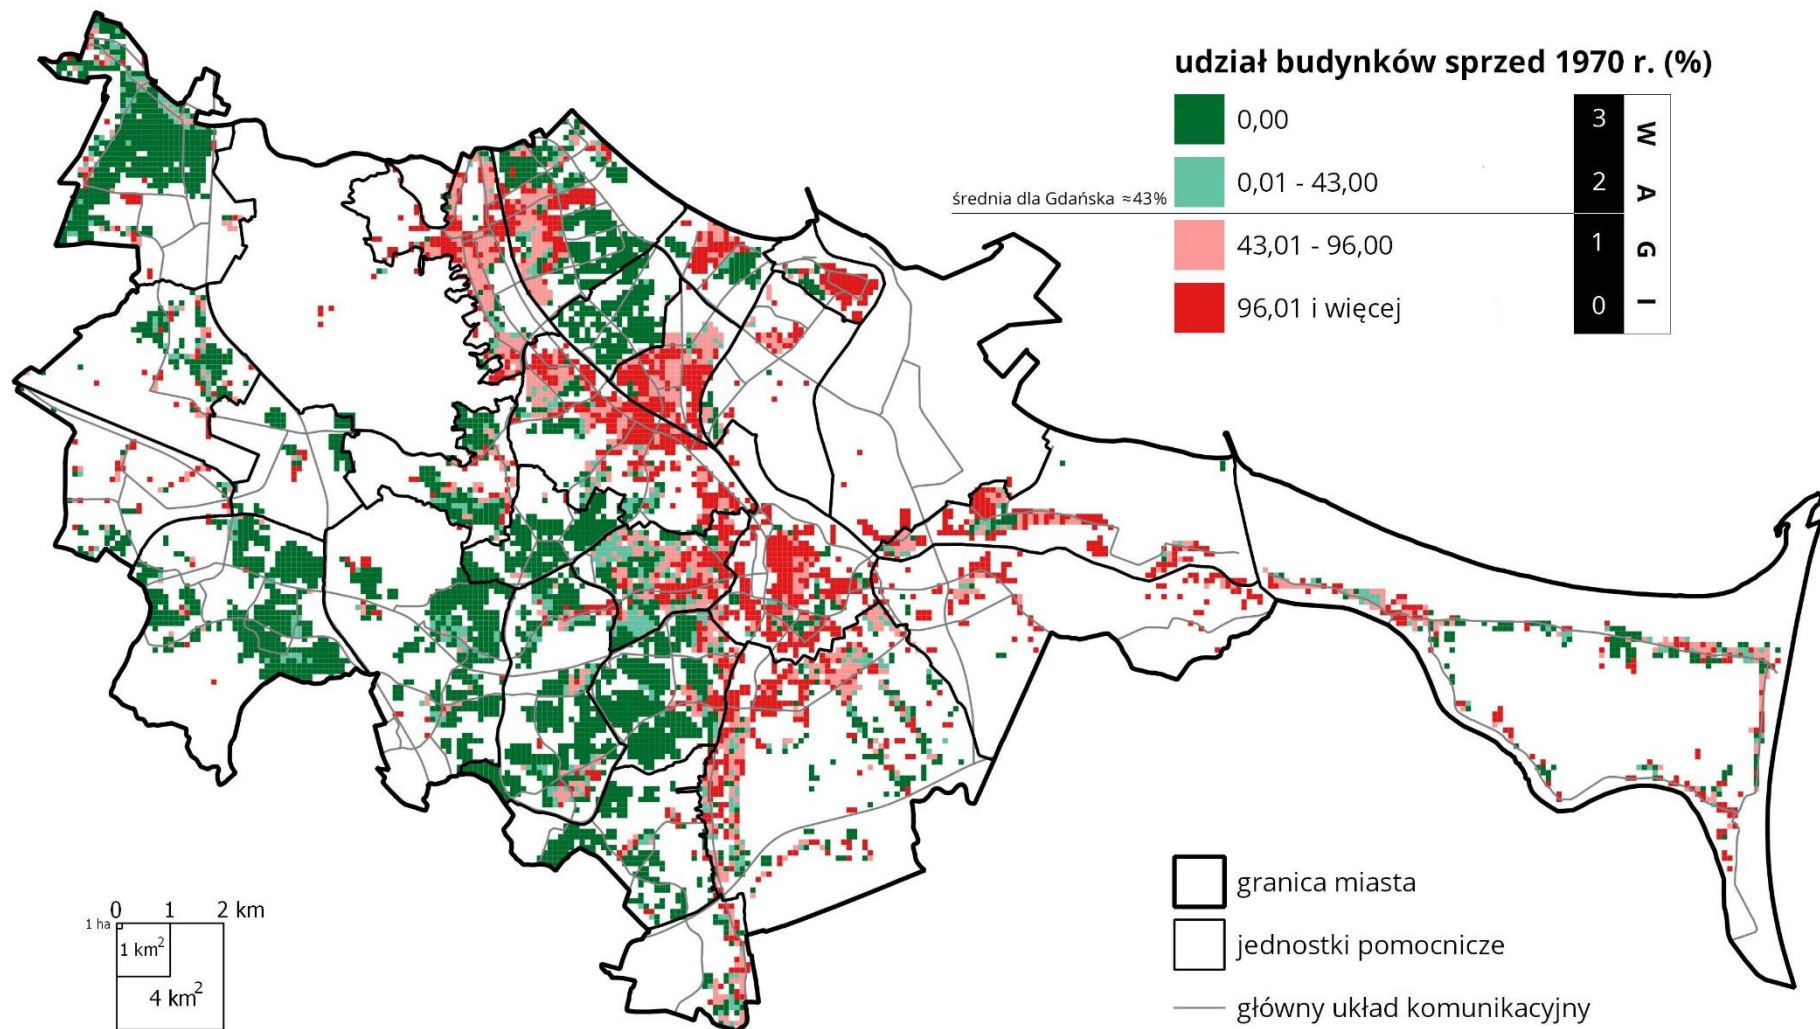 udział budynków sprzed 1970 r. (%)
0,00
3
0,01 - 43,00
2
średnia dla Gdańska ≈43%
43,01 - 96,00
1
96,01 i więcej
0
W A G I
granica miasta
jednostki pomocnicze
główny układ komunikacyjny
0 1 2 km
1 ha
1 km²
4 km²